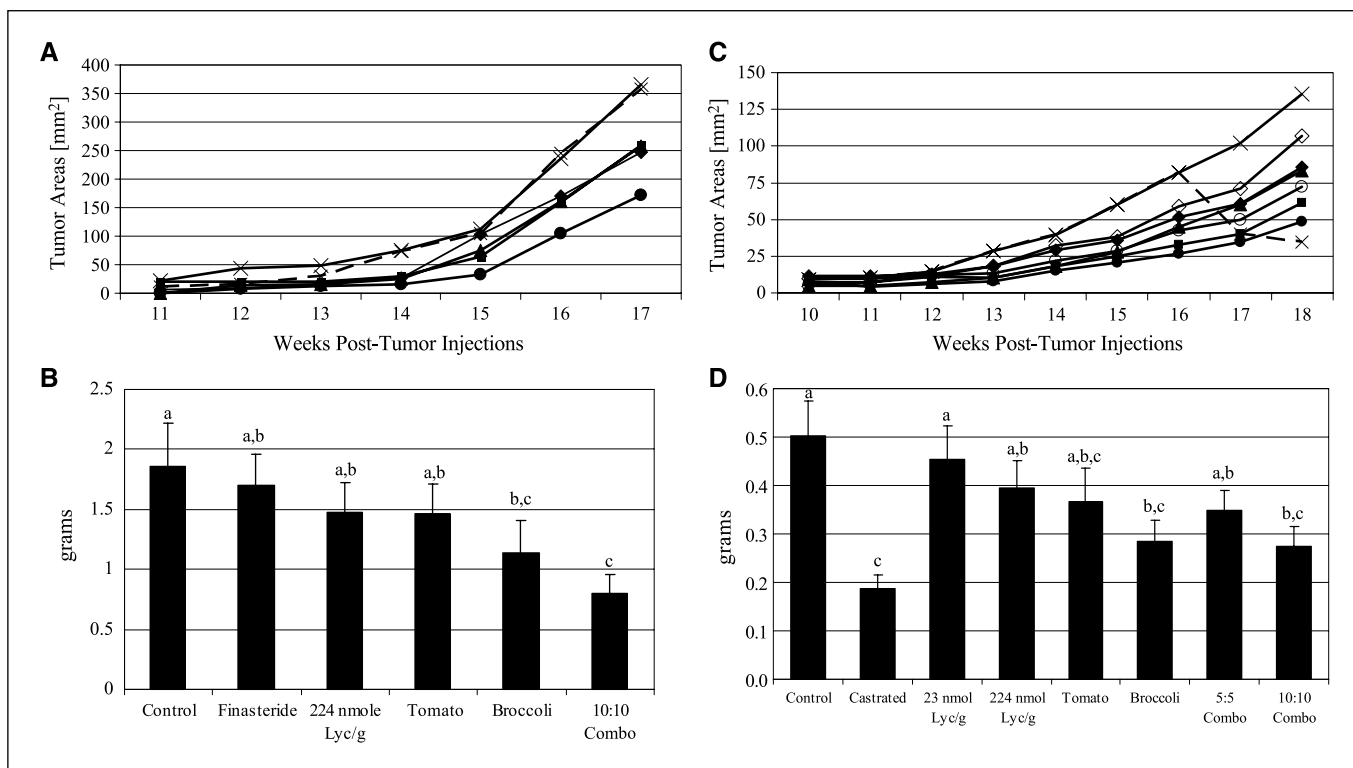 A
Tumor Areas [mm2]
400
350
300
250
200
150
100
50
0
11 12 13 14 15 16 17
Weeks Post-Tumor Injections
C
Tumor Areas [mm2]
150
125
100
75
50
25
0
10 11 12 13 14 15 16 17 18
Weeks Post-Tumor Injections
B
grams
2.5
2
1.5
1
0.5
0
a
a,b
a,b
a,b
b,c
c
Control Finasteride 224 nmole Tomato Broccoli 10:10
Lyc/g Combo
D
grams
0.6
0.5
0.4
0.3
0.2
0.1
0.0
a
c
a
a,b
a,b,c
b,c
a,b
b,c
Control Castrated 23 nmol 224 nmol Tomato Broccoli 5:5 10:10
Lyc/g Lyc/g Combo Combo